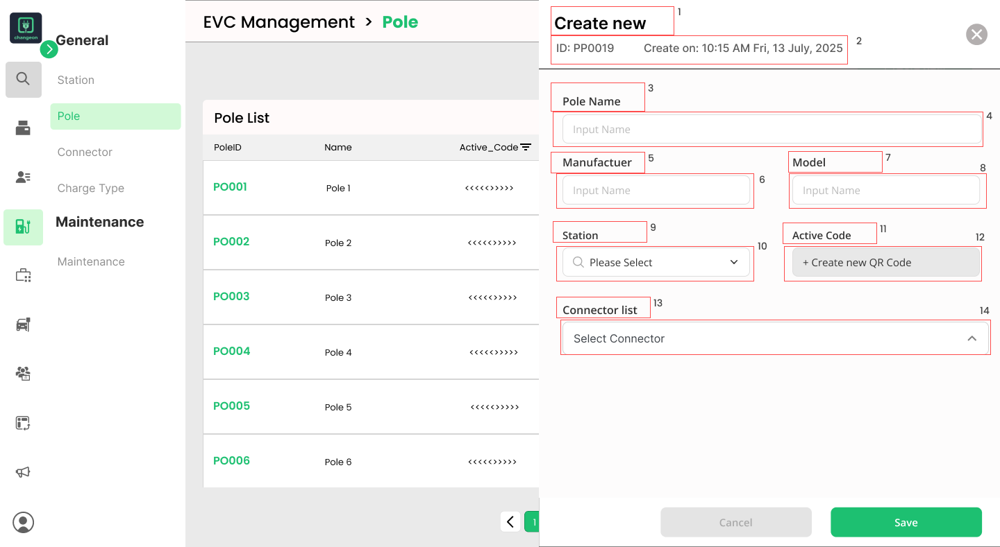 changeon
General
Station
Pole
Connector
Charge Type
Maintenance
Maintenance
EVC Management > Pole
Pole List
PoleID Name Active_Code
PO001 Pole 1 <<<<<>>>>>
PO002 Pole 2 <<<<<>>>>>
PO003 Pole 3 <<<<<>>>>>
PO004 Pole 4 <<<<<>>>>>
PO005 Pole 5 <<<<<>>>>>
PO006 Pole 6 <<<<<>>>>>
1
Create new 1
ID: PP0019 Create on: 10:15 AM Fri, 13 July, 2025 2
Pole Name 3
Input Name 4
Manufactuer 5 Model 7
Input Name 6 Input Name 8
Station 9 Active Code 11
Please Select 10 + Create new QR Code 12
Connector list 13
Select Connector 14
Cancel Save